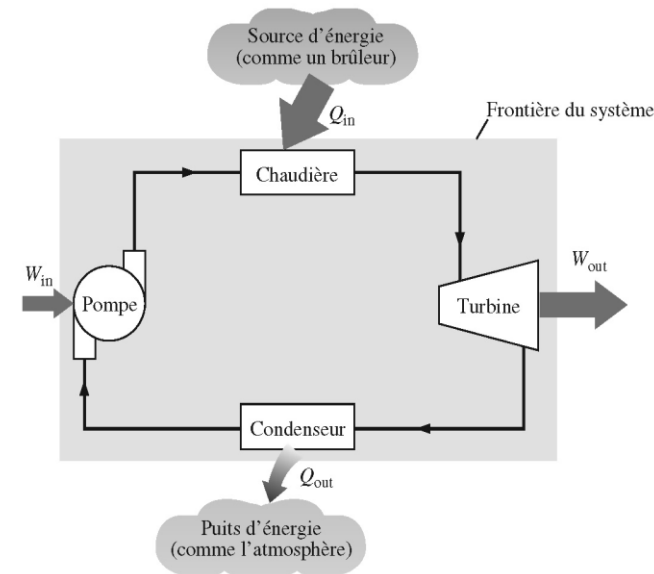 Source d'énergie
(comme un brûleur)
Qin
Frontière du système
Chaudière
Win
Pompe
Turbine
Wout
Condenseur
Qout
Puits d'énergie
(comme l'atmosphère)